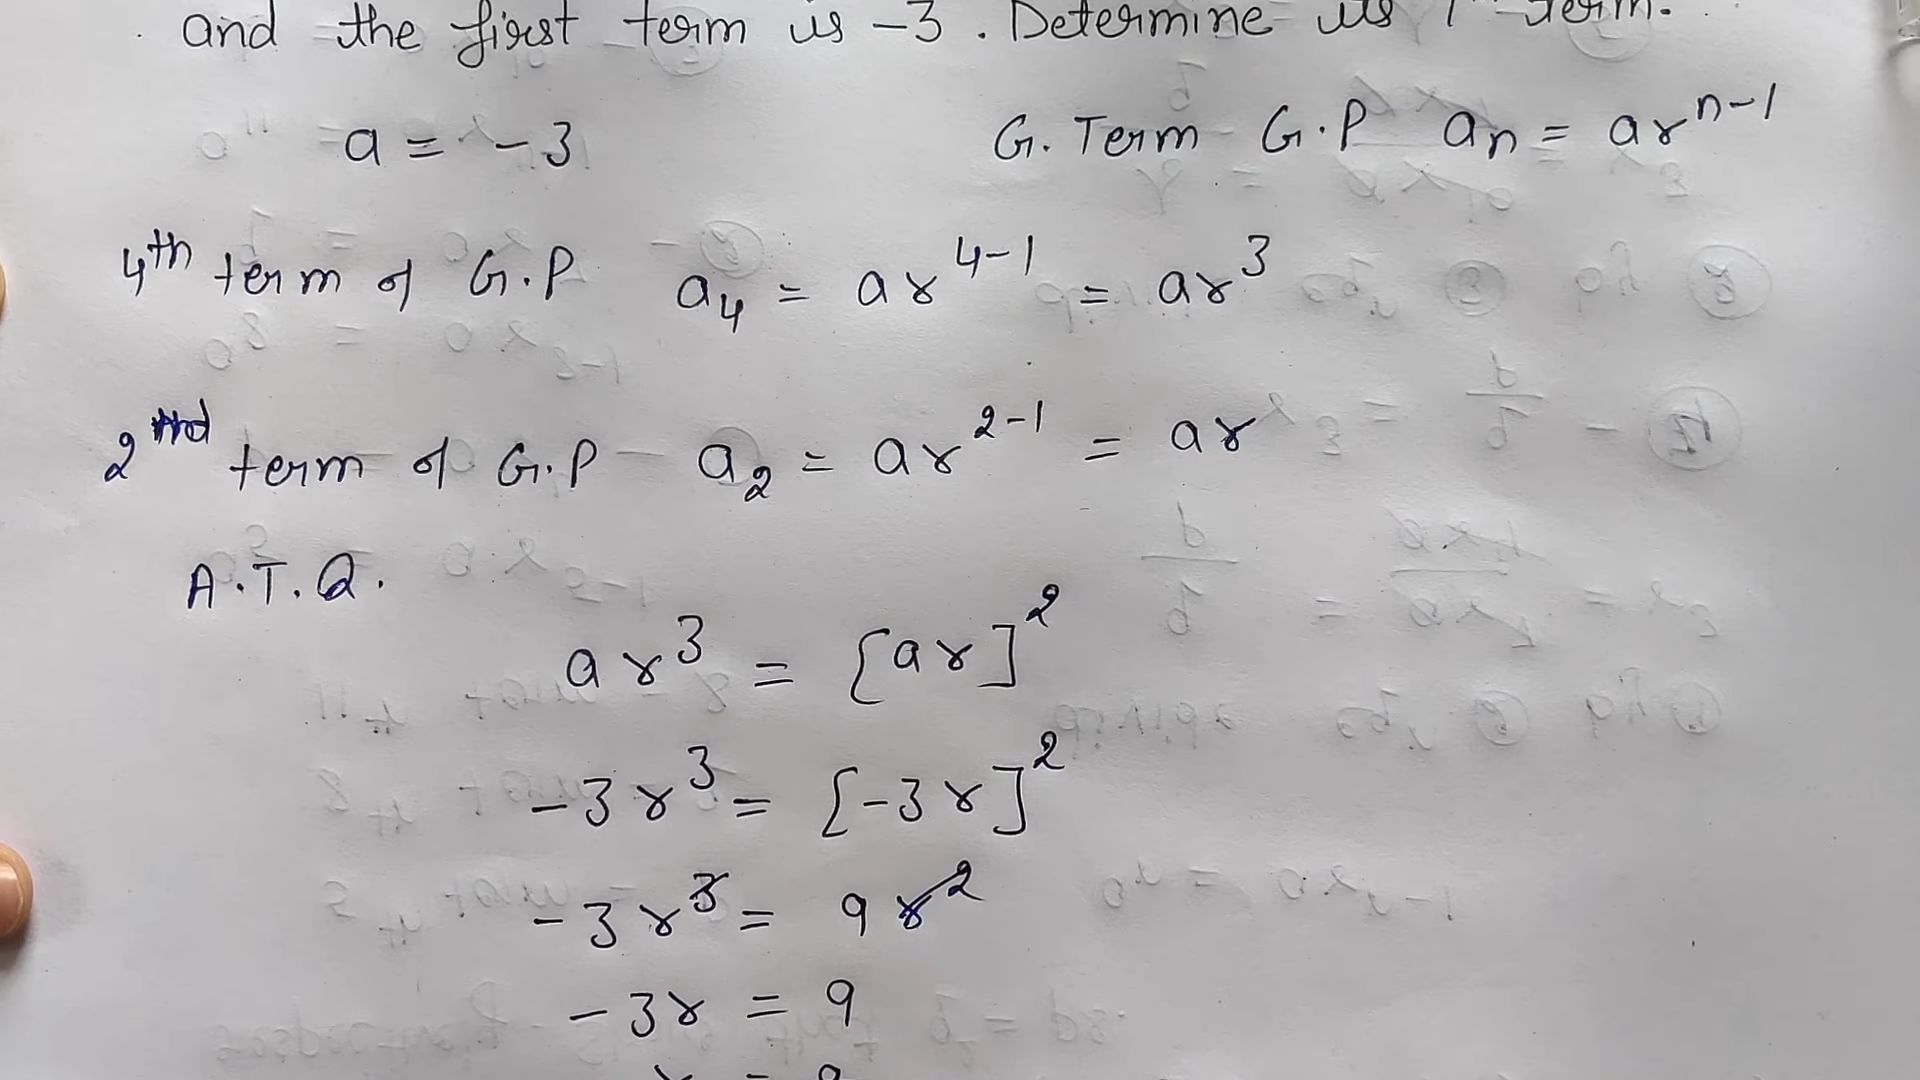 and the first term is -3. Determine its term.
a = -3 G. Term G.P aₙ = arⁿ⁻¹
4th term of G.P a₄ = ar⁴⁻¹ = ar³
2nd term of G.P - a₂ = ar²⁻¹ = ar
A.T.Q.
ar³ = [ar]²
-3r³ = [-3r]²
-3r³ = 9r²
-3r = 9